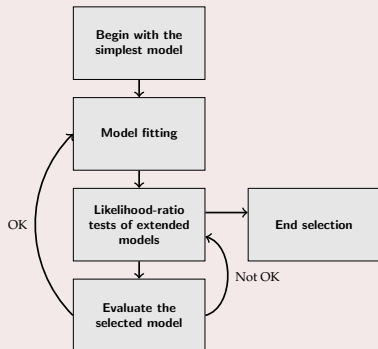 Begin with the
simplest model
Model fitting
Likelihood-ratio
tests of extended
models
End selection
OK
Not OK
Evaluate the
selected model